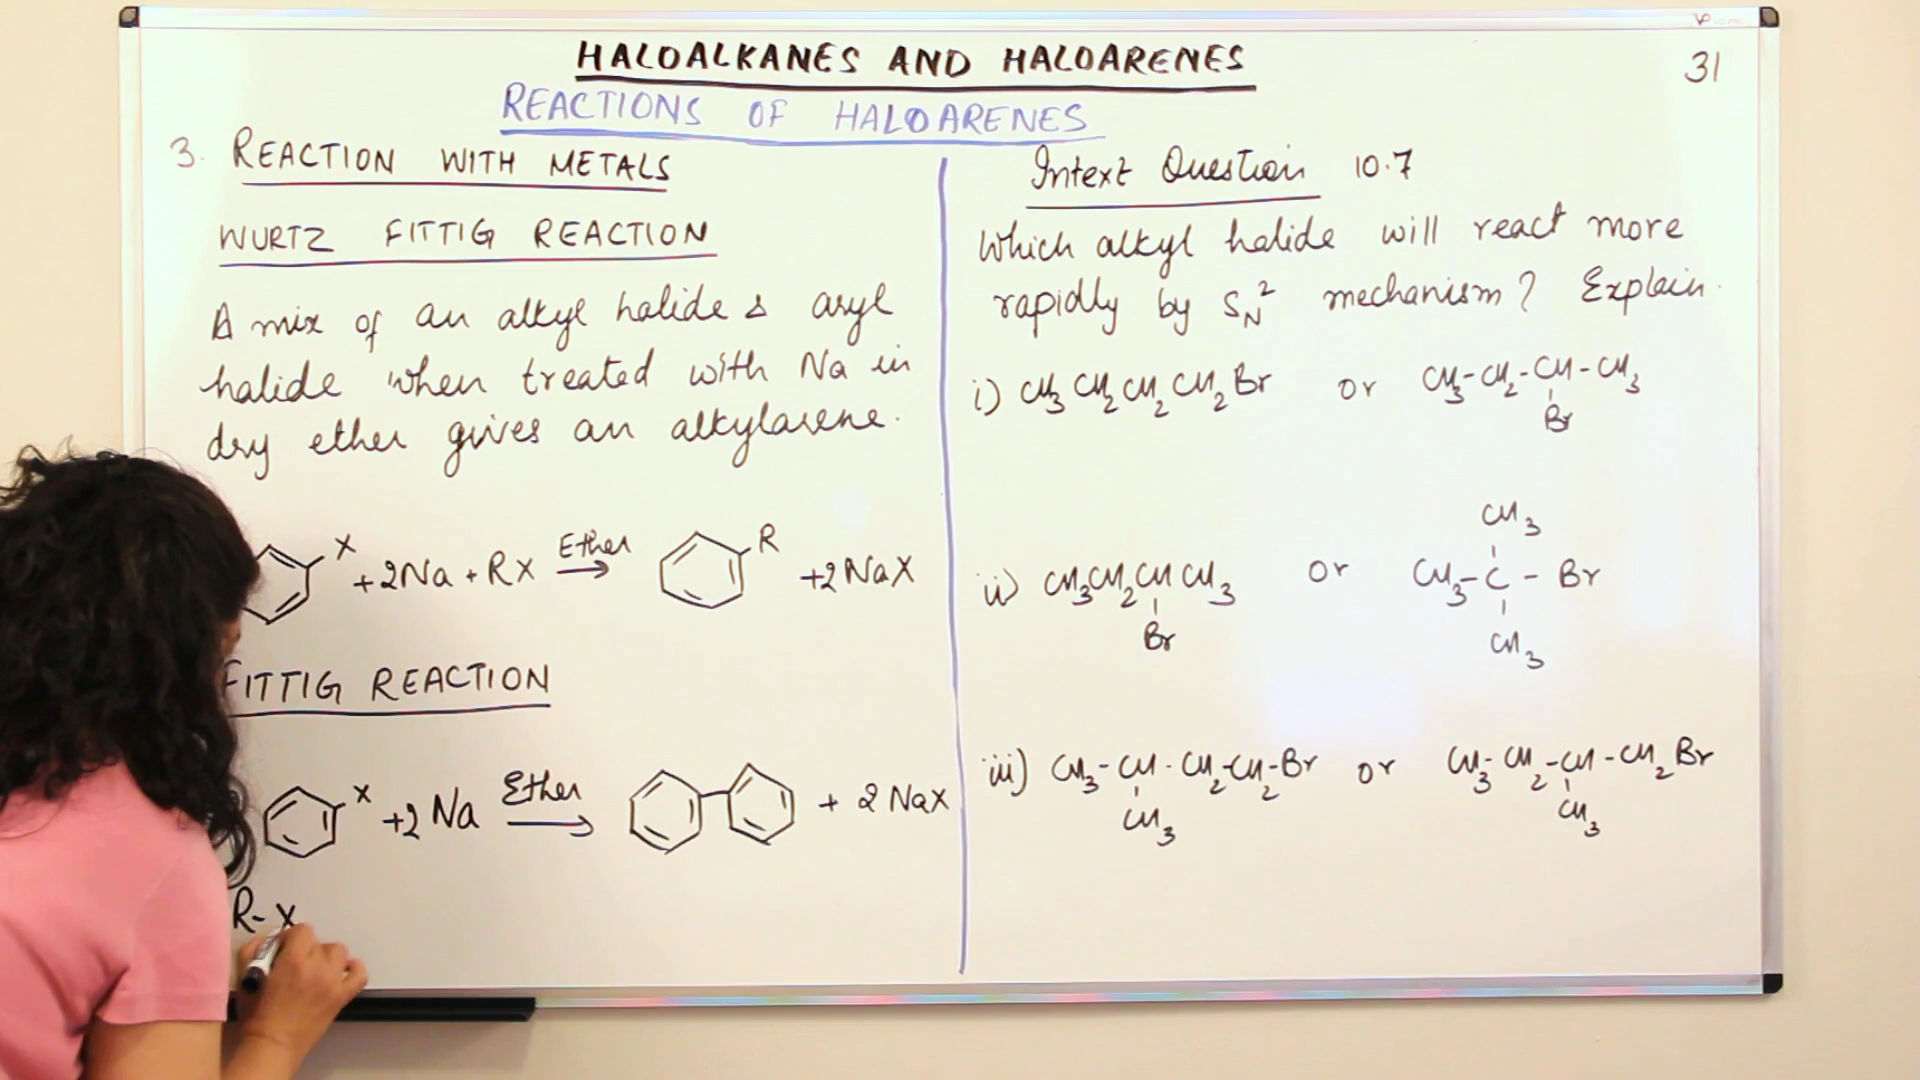 HALOALKANES AND HALOARENES
31
REACTIONS OF HALOARENES
3. REACTION WITH METALS
WURTZ FITTIG REACTION
A mix of an alkyl halide & aryl
halide when treated with Na in
dry ether gives an alkylarene.
X +2Na + RX Ether → R +2NaX
FITTIG REACTION
X +2Na Ether → + 2NaX
R-X
Intext Question 10.7
Which alkyl halide will react more
rapidly by SN2 mechanism? Explain.
i) CH3CH2CH2CH2Br or CH3-CH2-CH-CH3
Br
CH3
ii) CH3CH2CHCH3 or CH3-C-Br
Br
CH3
iii) CH3-CH-CH2-CH2-Br or CH3-CH2-CH-CH2Br
CH3 CH3